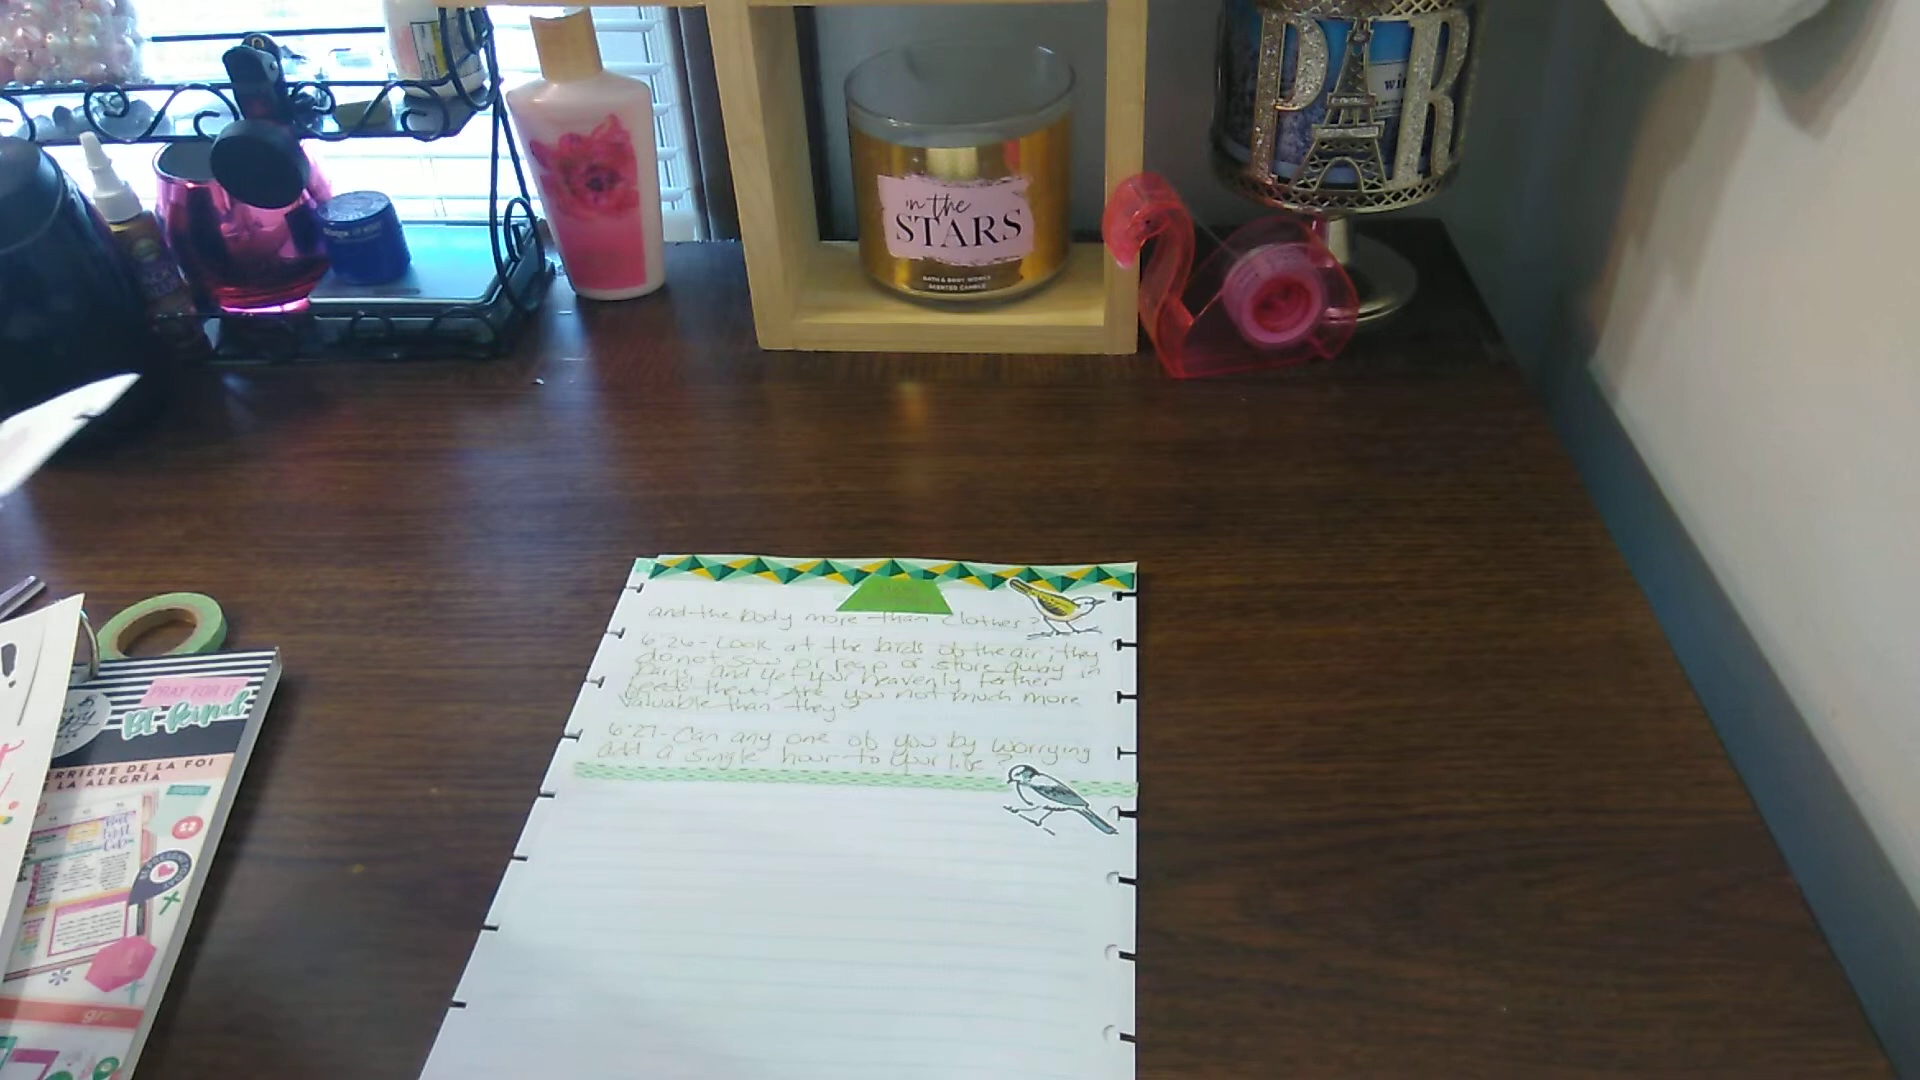 P R
wi
in the
STARS
BATH & BODY WORKS
SCENTED CANDLE
and the body more than clothes?
6:26- Look at the birds of the air; they
do not sow or reap or store away in
barns, and yet your heavenly father
feeds them. Are you not much more
valuable than they?
6:27- Can any one of you by worrying
add a single hour to your life?
PRAY FOR IT
BE kind
ERRIÈRE DE LA FOI
LA ALEGRÍA
gra